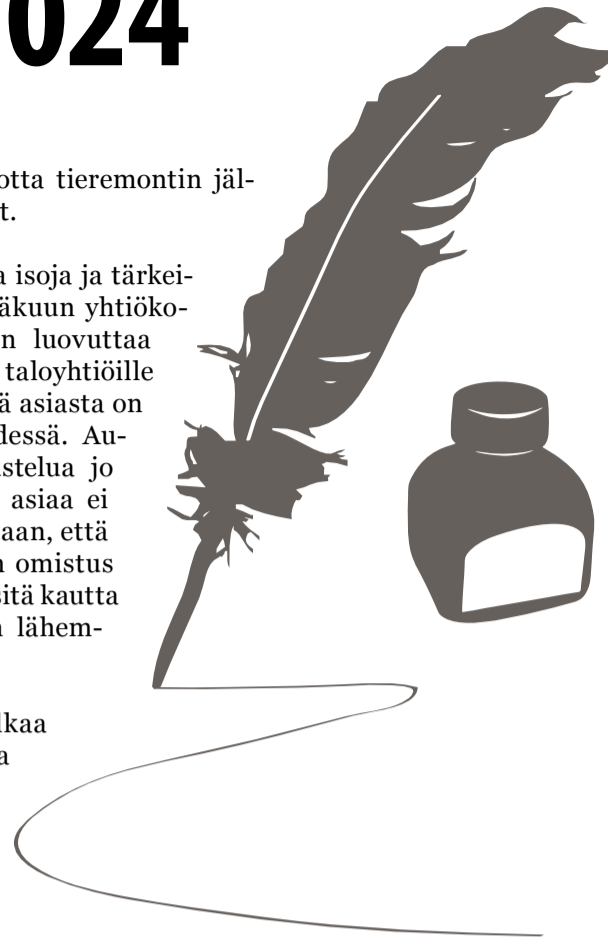 024
otta tieremontin jäl-
t.
a isoja ja tärkei-
äkuun yhtiöko-
n luovuttaa
taloyhtiöille
ä asiasta on
dessä. Au-
stelua jo
asiaa ei
aan, että
n omistus
sitä kautta
n lähem-
lkaa
a